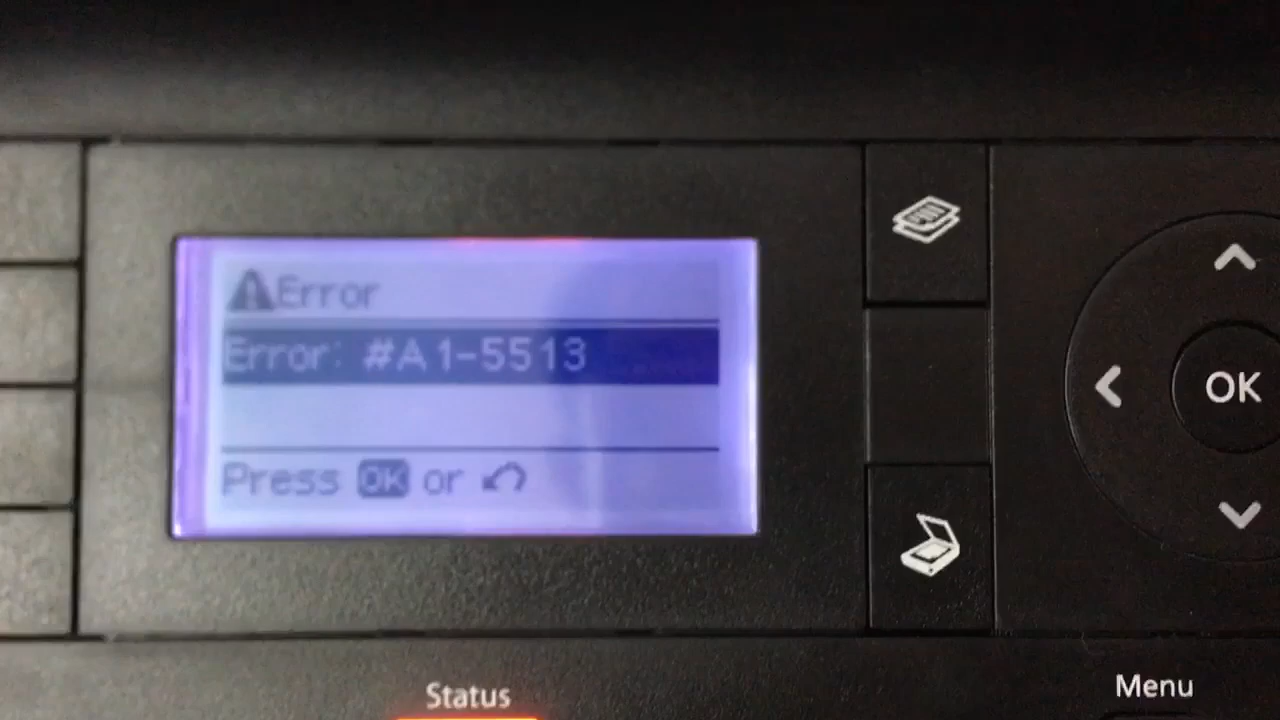 Error
Error: #A1-5513
Press OK or
OK
Status
Menu